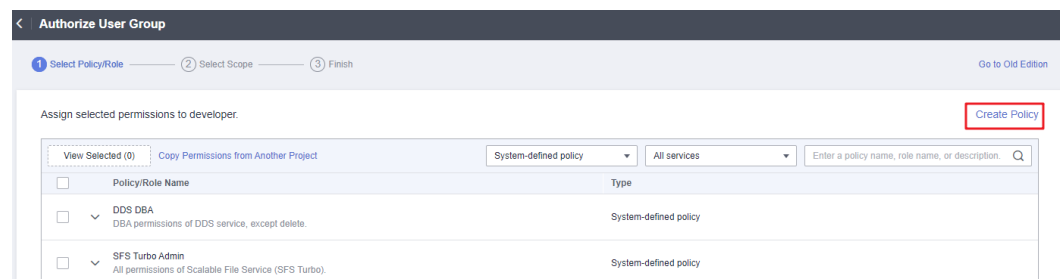 Authorize User Group
1 Select Policy/Role 2 Select Scope 3 Finish Go to Old Edition
Assign selected permissions to developer. Create Policy
View Selected (0) Copy Permissions from Another Project System-defined policy All services Enter a policy name, role name, or description.
Policy/Role Name Type
DDS DBA
DBA permissions of DDS service, except delete. System-defined policy
SFS Turbo Admin
All permissions of Scalable File Service (SFS Turbo). System-defined policy